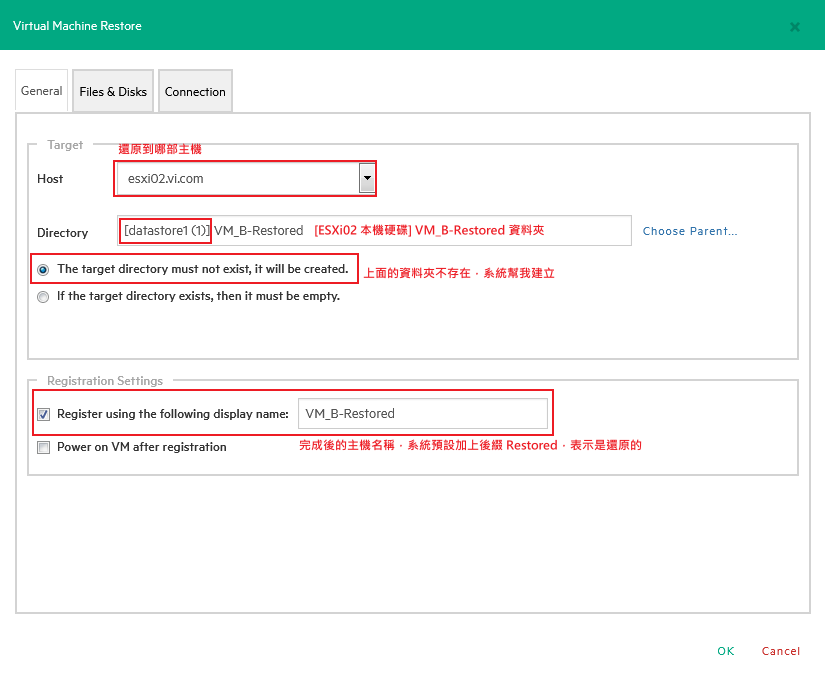 Virtual Machine Restore
General
Files & Disks
Connection
Target
還原到哪部主機
Host
esxi02.vi.com
Directory
[datastore1 (1)] VM_B-Restored
[ESXi02 本機硬碟] VM_B-Restored 資料夾
Choose Parent...
The target directory must not exist, it will be created.
上面的資料夾不存在，系統幫我建立
If the target directory exists, then it must be empty.
Registration Settings
Register using the following display name:
VM_B-Restored
Power on VM after registration
完成後的主機名稱，系統預設加上後綴 Restored，表示是還原的
OK
Cancel